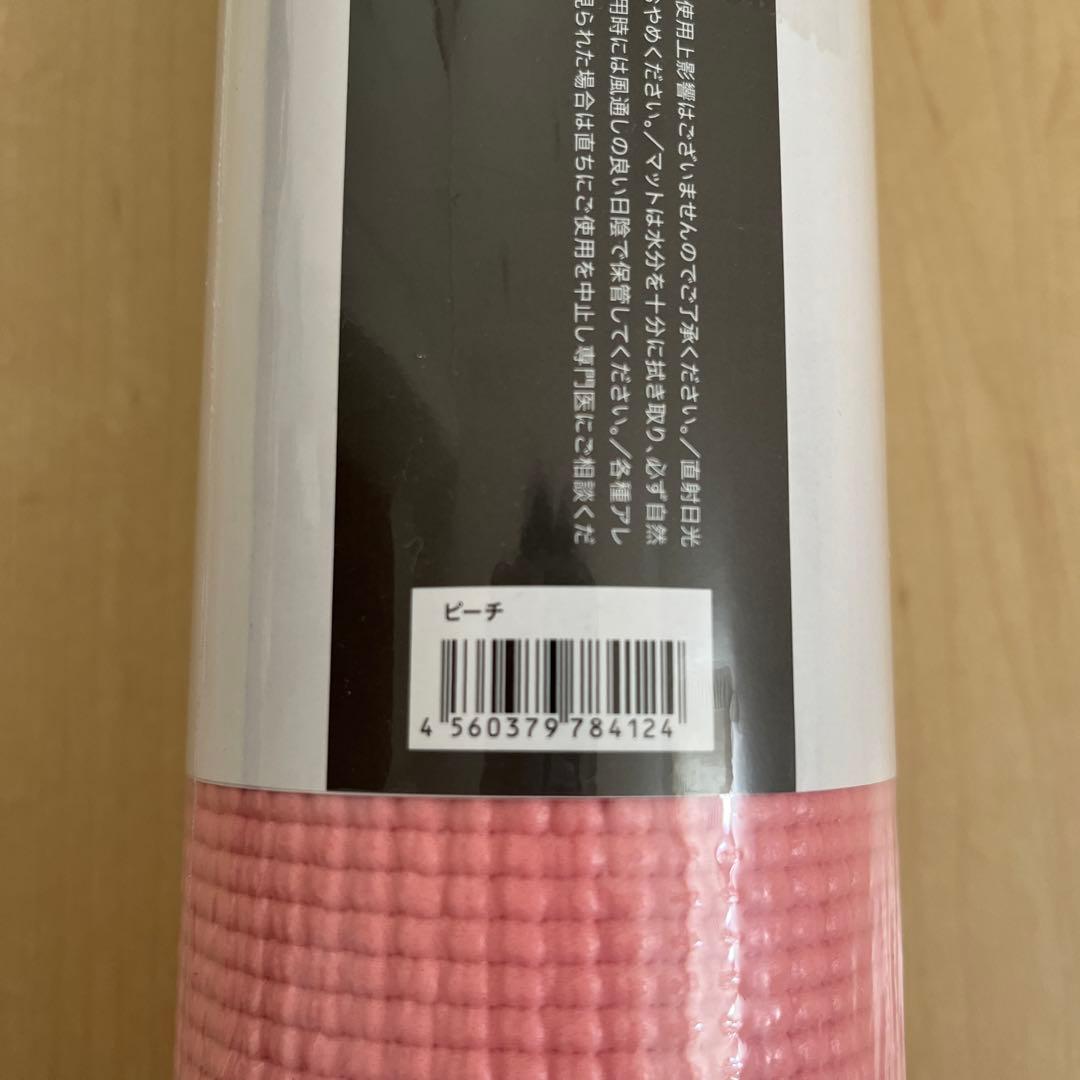 使用上影響はございませんのでご了承ください。／直射日光
おやめください。／マットは水分を十分に拭き取り、必ず自然
用時には風通しの良い日陰で保管してください。／各種アレ
見られた場合は直ちにご使用を中止し専門医にご相談くだ
ピーチ
4 560379 784124